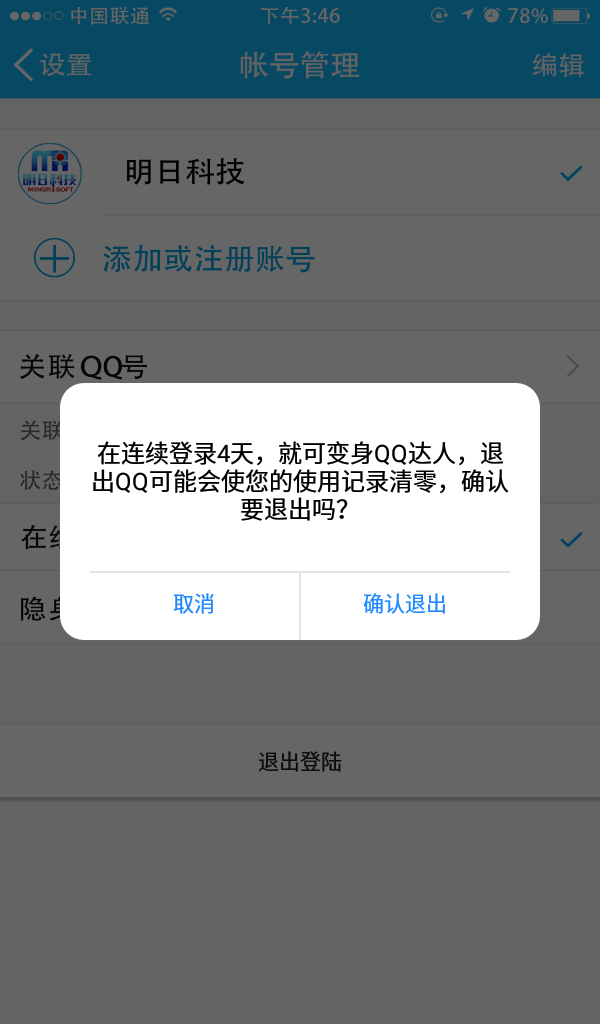 中国联通 下午3:46 78%
设置 帐号管理 编辑
明日科技
MINGRISOFT
明日科技
添加或注册账号
关联QQ号
关联
状态
在线
隐身
在连续登录4天，就可变身QQ达人，退
出QQ可能会使您的使用记录清零，确认
要退出吗？
取消 确认退出
退出登陆